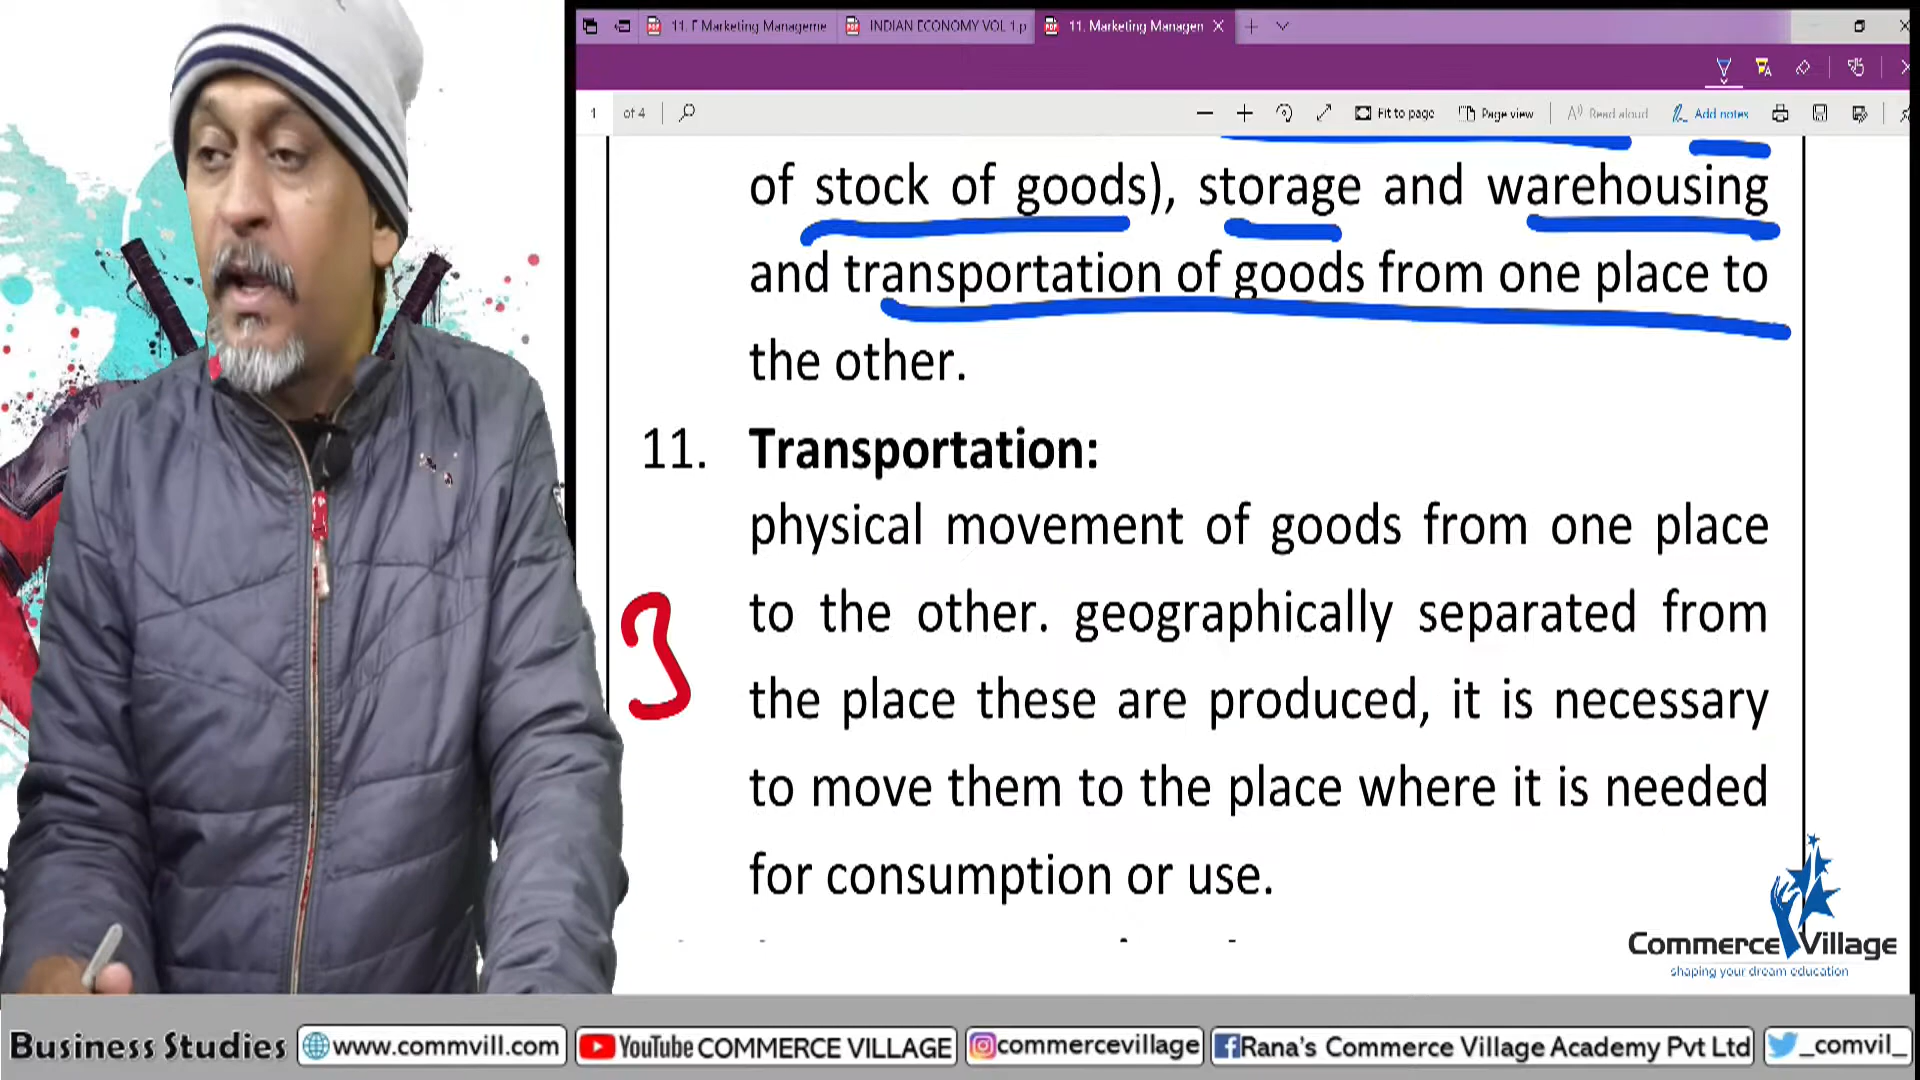 11. F Marketing Manageme
INDIAN ECONOMY VOL 1.p
11. Marketing Managen
1 of 4
Fit to page
Page view
Read aloud
Add notes
of stock of goods), storage and warehousing
and transportation of goods from one place to
the other.
11. Transportation:
physical movement of goods from one place
to the other. geographically separated from
3
the place these are produced, it is necessary
to move them to the place where it is needed
for consumption or use.
Commerce Village
shaping your dream education
Business Studies
www.commvill.com
YouTube COMMERCE VILLAGE
commercevillage
Rana's Commerce Village Academy Pvt Ltd
_comvil_